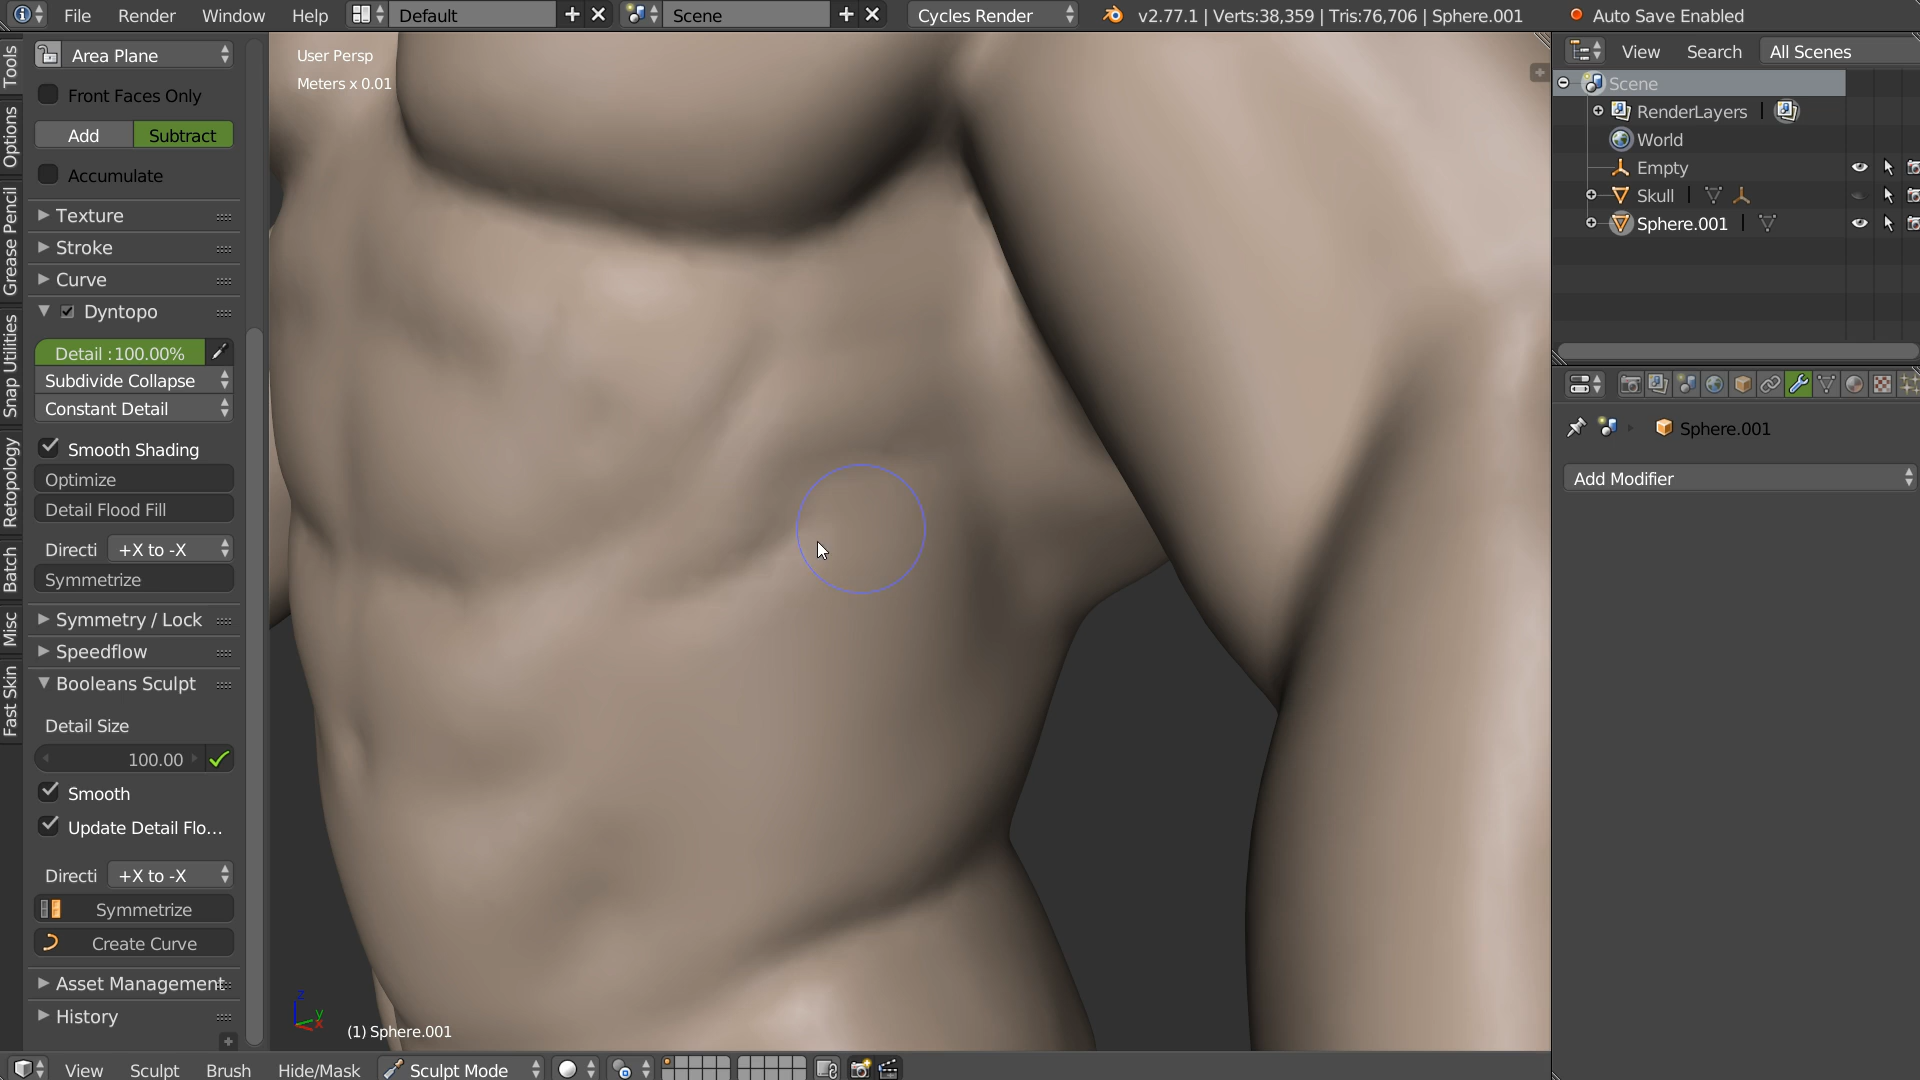 File Render Window Help Default Scene Cycles Render v2.77.1 | Verts:38,359 | Tris:76,706 | Sphere.001 Auto Save Enabled
Tools
Options
Grease Pencil
Snap Utilities
Retopology
Batch
Misc
Fast Skin
Area Plane
Front Faces Only
Add Subtract
Accumulate
Texture
Stroke
Curve
Dyntopo
Detail :100.00%
Subdivide Collapse
Constant Detail
Smooth Shading
Optimize
Detail Flood Fill
Directi +X to -X
Symmetrize
Symmetry / Lock
Speedflow
Booleans Sculpt
Detail Size
100.00
Smooth
Update Detail Flo...
Directi +X to -X
Symmetrize
Create Curve
Asset Management
History
User Persp
Meters x 0.01
z
y
x
(1) Sphere.001
View Sculpt Brush Hide/Mask Sculpt Mode
View Search All Scenes
Scene
RenderLayers |
World
Empty
Skull |
Sphere.001 |
Sphere.001
Add Modifier